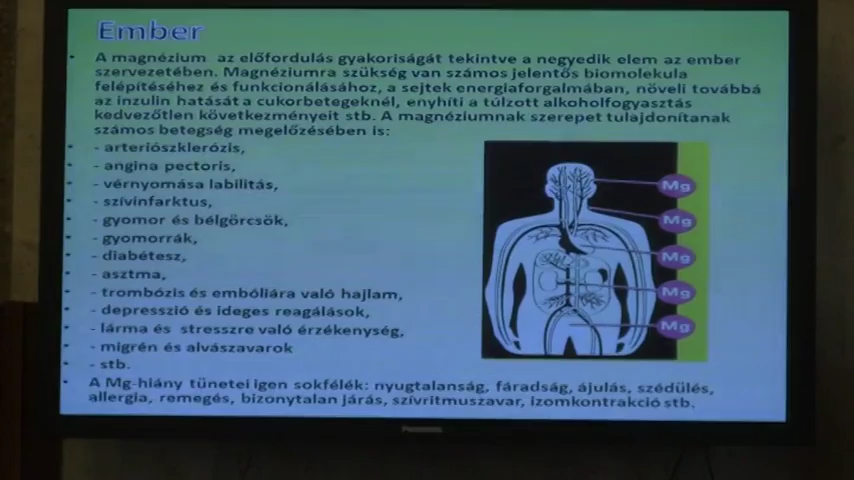 Ember
A magnézium az előfordulás gyakoriságát tekintve a negyedik elem az ember
szervezetében. Magnéziumra szükség van számos jelentős biomolekula
felépítéséhez és funkcionálásához, a sejtek energiaforgalmában, növeli továbbá
az inzulin hatását a cukorbetegeknél, enyhíti a túlzott alkoholfogyasztás
kedvezőtlen következményeit stb. A magnéziumnak szerepet tulajdonítanak
számos betegség megelőzésében is:
- arteriószklerózis,
- angina pectoris,
- vérnyomása labilitás,
- szívinfarktus,
- gyomor és bélgörcsök,
- gyomorrák,
- diabétesz,
- asztma,
- trombózis és embóliára való hajlam,
- depresszió és ideges reagálások,
- lárma és stresszre való érzékenység,
- migrén és alvászavarok
- stb.
Mg
Mg
Mg
Mg
Mg
A Mg-hiány tünetei igen sokfélék: nyugtalanság, fáradság, ájulás, szédülés,
allergia, remegés, bizonytalan járás, szívritmuszavar, izomkontrakció stb.
Panasonic